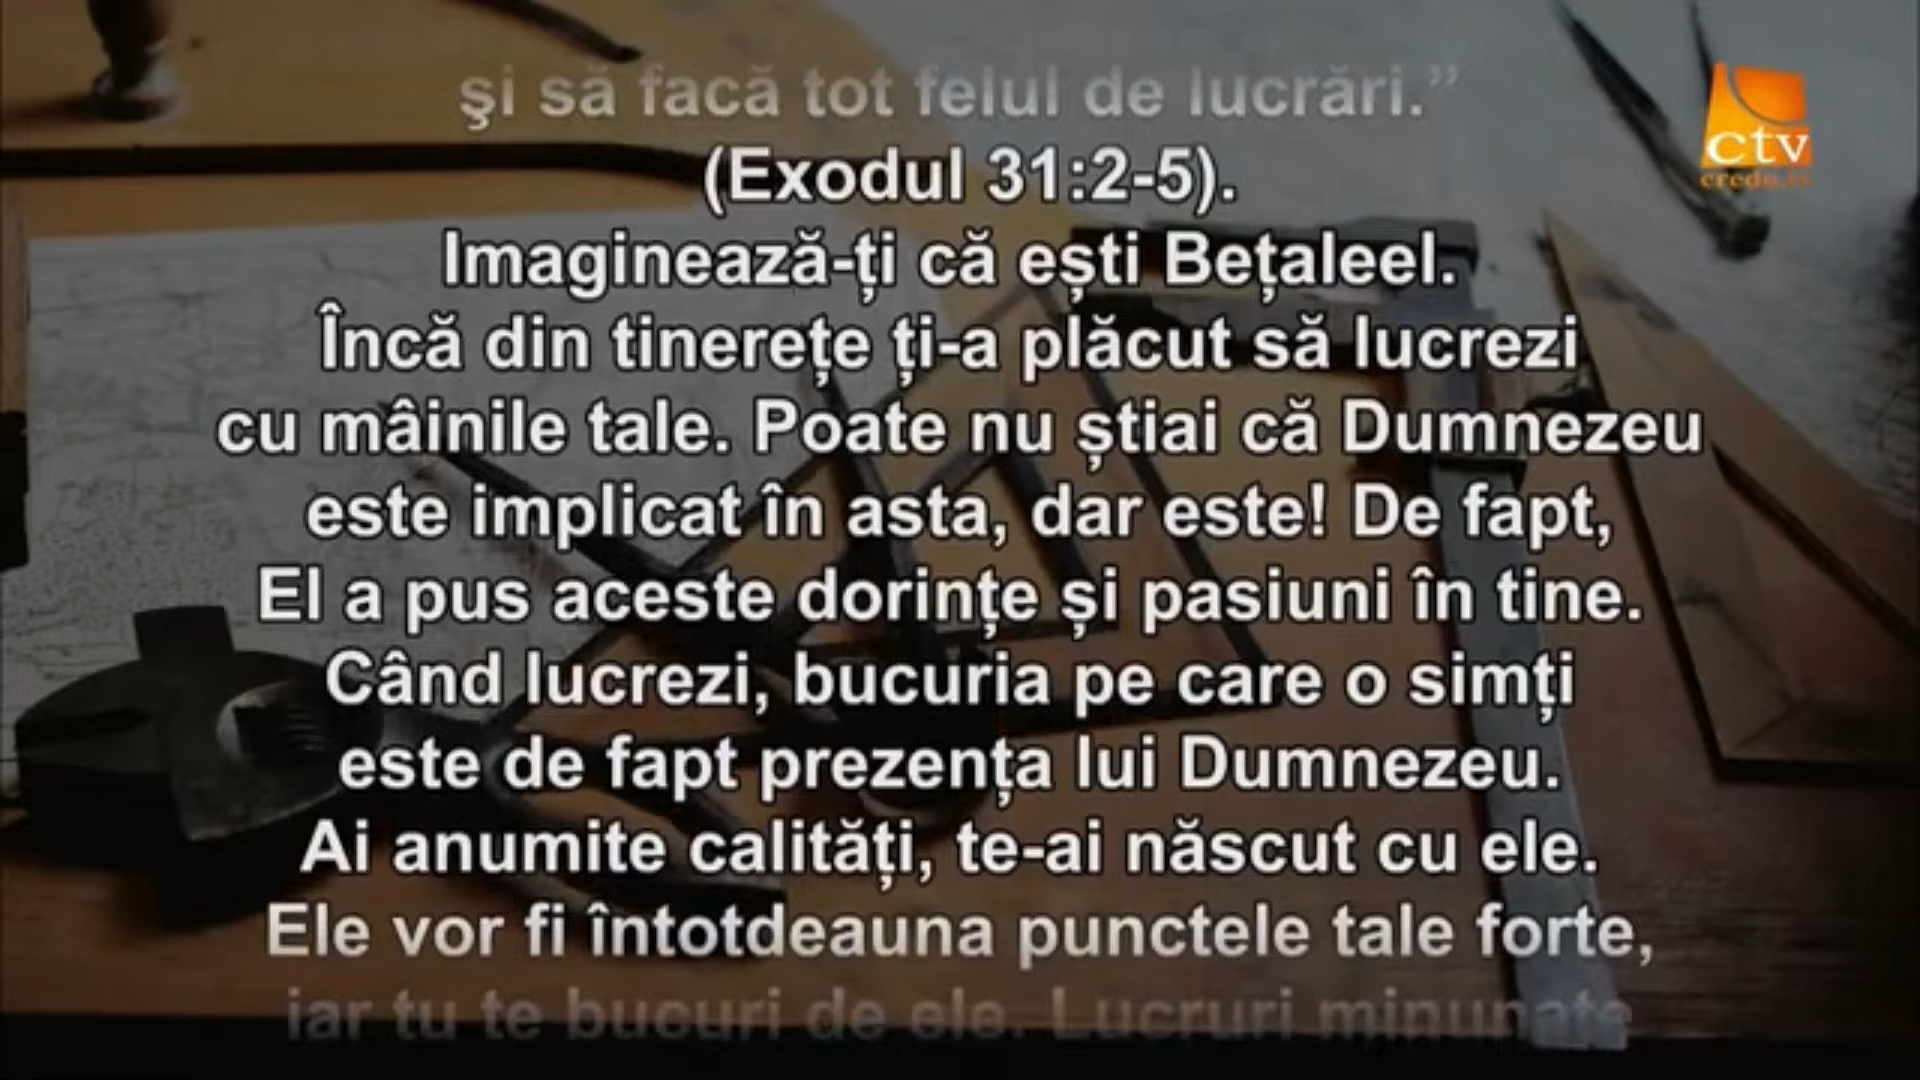 şi să facă tot felul de lucrări.”
(Exodul 31:2-5).
Imaginează-ți că ești Bețaleel.
Încă din tinerețe ți-a plăcut să lucrezi
cu mâinile tale. Poate nu știai că Dumnezeu
este implicat în asta, dar este! De fapt,
El a pus aceste dorințe și pasiuni în tine.
Când lucrezi, bucuria pe care o simți
este de fapt prezența lui Dumnezeu.
Ai anumite calități, te-ai născut cu ele.
Ele vor fi întotdeauna punctele tale forte,
iar tu te bucuri de ele. Lucruri minunate
ctv